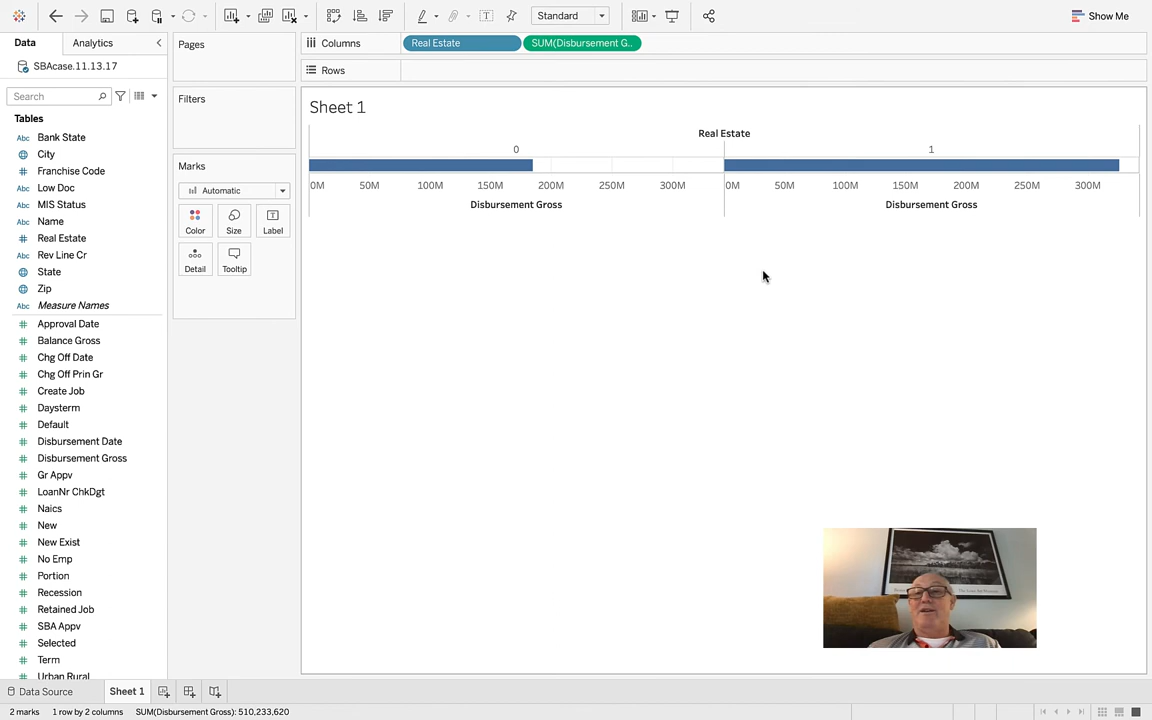 Standard
Show Me
Data
Analytics
SBAcase.11.13.17
Search
Tables
Abc Bank State
City
# Franchise Code
Abc Low Doc
Abc MIS Status
Abc Name
# Real Estate
Abc Rev Line Cr
State
Zip
Abc Measure Names
# Approval Date
# Balance Gross
# Chg Off Date
# Chg Off Prin Gr
# Create Job
# Daysterm
# Default
# Disbursement Date
# Disbursement Gross
# Gr Appv
# LoanNr ChkDgt
# Naics
# New
# New Exist
# No Emp
# Portion
# Recession
# Retained Job
# SBA Appv
# Selected
# Term
# Urban Rural
Pages
Filters
Marks
Automatic
Color
Size
Label
Detail
Tooltip
Columns
Real Estate
SUM(Disbursement G..
Rows
Sheet 1
Real Estate
0
1
0M 50M 100M 150M 200M 250M 300M
0M 50M 100M 150M 200M 250M 300M
Disbursement Gross
Disbursement Gross
Data Source
Sheet 1
2 marks
1 row by 2 columns
SUM(Disbursement Gross): 510,233,620